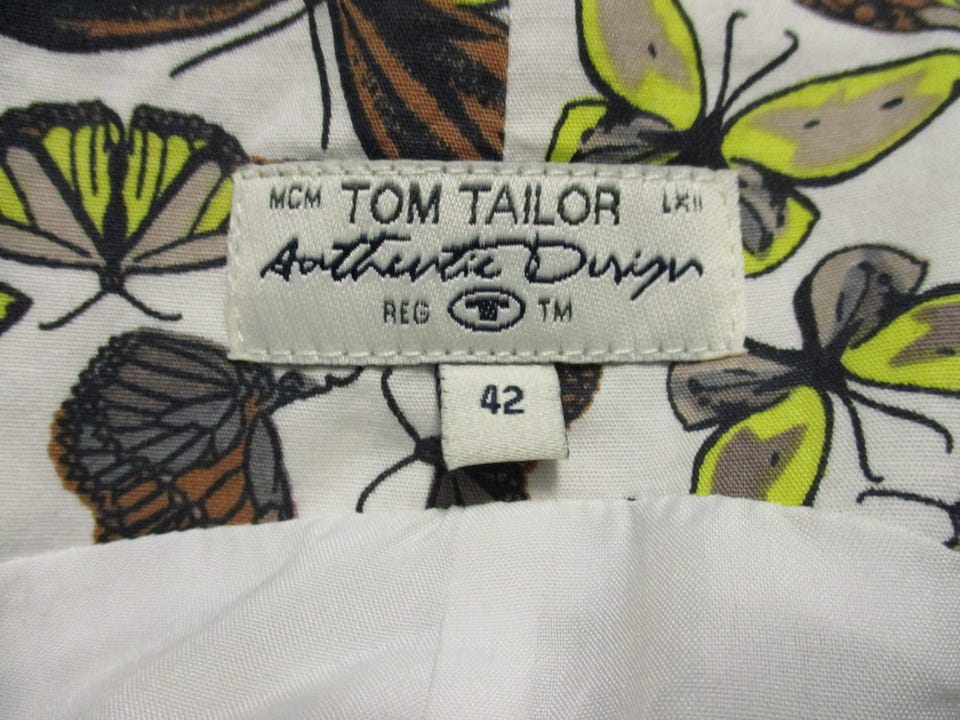 MCM TOM TAILOR LXII
Authentic Design
REG TM
42